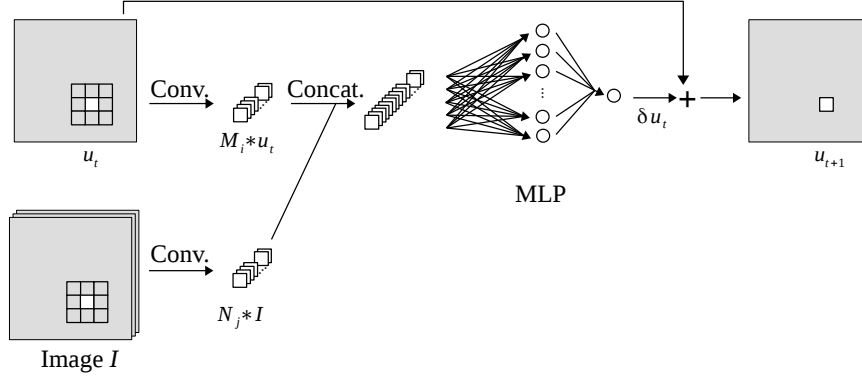 Conv.
Concat.
u_t
M_i*u_t
δu_t
+
u_{t+1}
MLP
Conv.
N_j*I
Image I